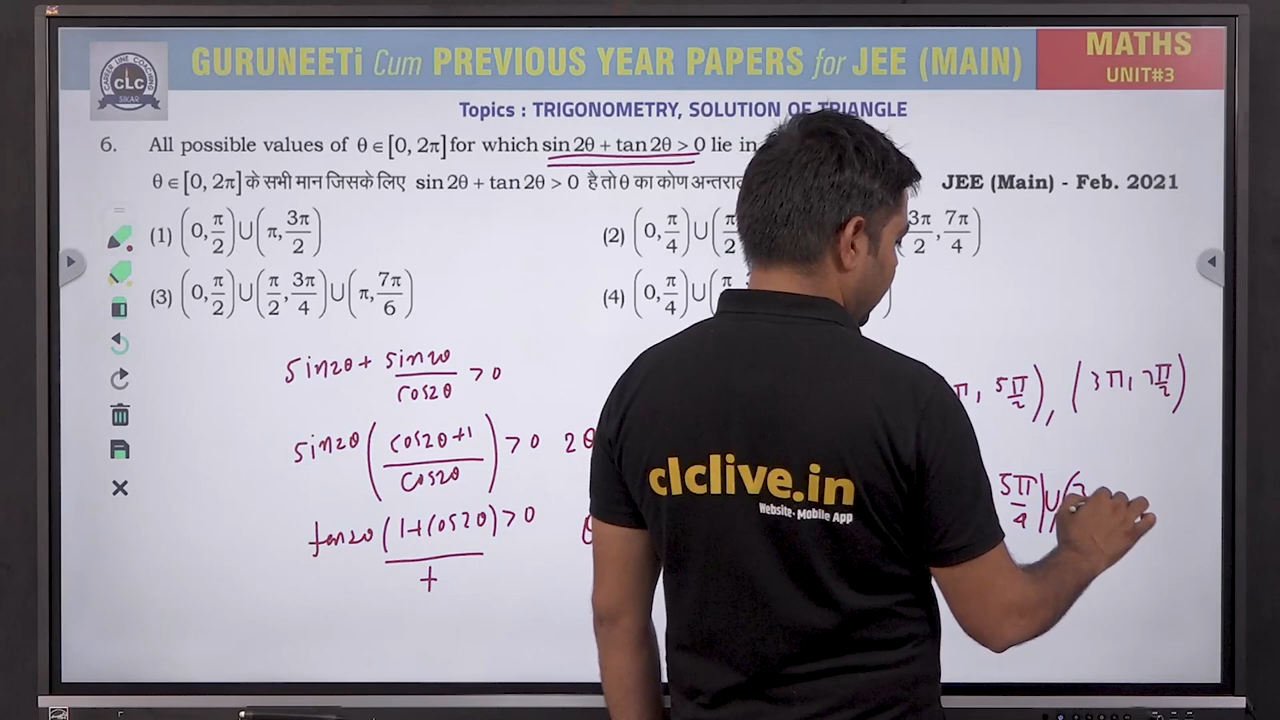 GURUNEETi Cum PREVIOUS YEAR PAPERS for JEE (MAIN)
MATHS
UNIT#3
CAREER LINE COACHING
CLC
SIKAR
Topics : TRIGONOMETRY, SOLUTION OF TRIANGLE
6. All possible values of θ ∈ [0, 2π] for which sin 2θ + tan 2θ > 0 lie in
θ ∈ [0, 2π] के सभी मान जिसके लिए sin 2θ + tan 2θ > 0 है तो θ का कोण
JEE (Main) - Feb. 2021
(1) (0, π/2) ∪ (π, 3π/2)
(2) (0, π/4) ∪ (π/2 3π/2, 7π/4)
(3) (0, π/2) ∪ (π/2, 3π/4) ∪ (π, 7π/6)
(4) (0, π/4) ∪ (π )
sin2θ + sin2θ/cos2θ > 0
π, 5π/2), (3π, 7π/2)
sin2θ ( cos2θ+1 / cos2θ ) > 0 2θ
5π/4) ∪ (
tan2θ (1+cos2θ) > 0 θ
+
clclive.in
Website- Mobile App